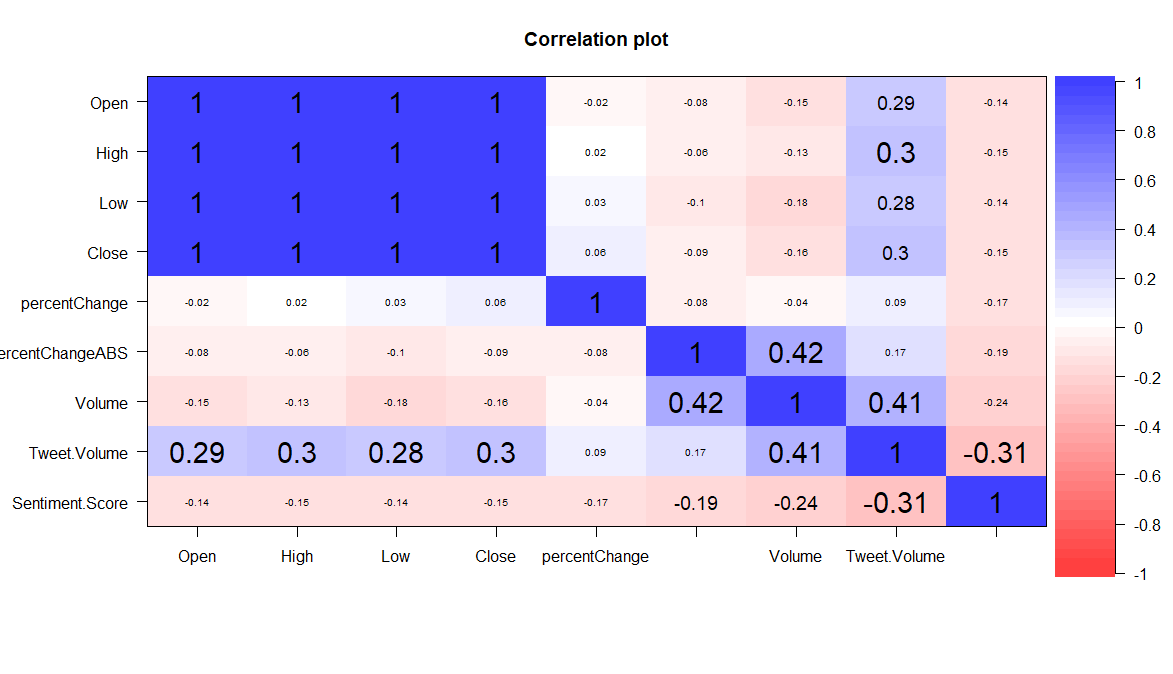 Correlation plot
Open 1 1 1 1 -0.02 -0.08 -0.15 0.29 -0.14
High 1 1 1 1 0.02 -0.06 -0.13 0.3 -0.15
Low 1 1 1 1 0.03 -0.1 -0.18 0.28 -0.14
Close 1 1 1 1 0.06 -0.09 -0.16 0.3 -0.15
percentChange -0.02 0.02 0.03 0.06 1 -0.08 -0.04 0.09 -0.17
ercentChangeABS -0.08 -0.06 -0.1 -0.09 -0.08 1 0.42 0.17 -0.19
Volume -0.15 -0.13 -0.18 -0.16 -0.04 0.42 1 0.41 -0.24
Tweet.Volume 0.29 0.3 0.28 0.3 0.09 0.17 0.41 1 -0.31
Sentiment.Score -0.14 -0.15 -0.14 -0.15 -0.17 -0.19 -0.24 -0.31 1
Open High Low Close percentChange Volume Tweet.Volume
1
0.8
0.6
0.4
0.2
0
-0.2
-0.4
-0.6
-0.8
-1